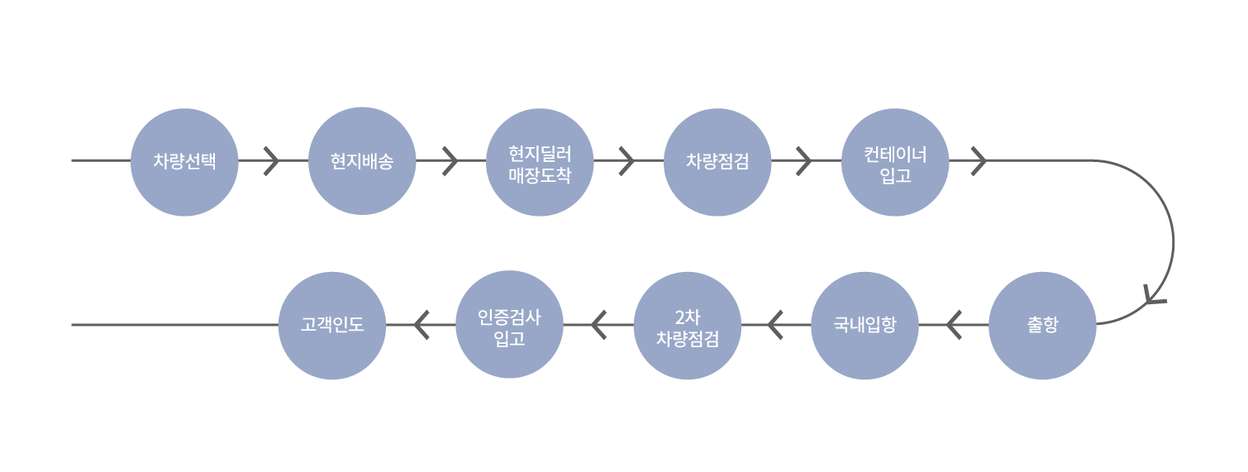 차량선택
현지배송
현지딜러
매장도착
차량점검
컨테이너
입고
출항
국내입항
2차
차량점검
인증검사
입고
고객인도